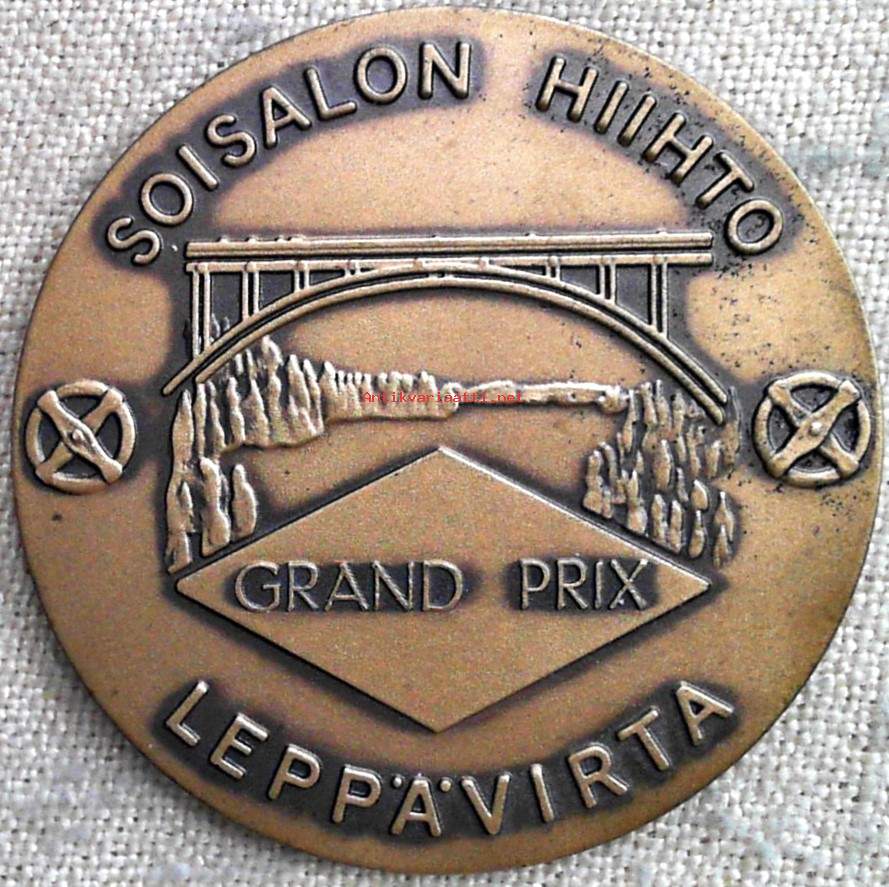 SOISALON HIIHTO
Antikvariaatti.net
GRAND PRIX
LEPPÄVIRTA